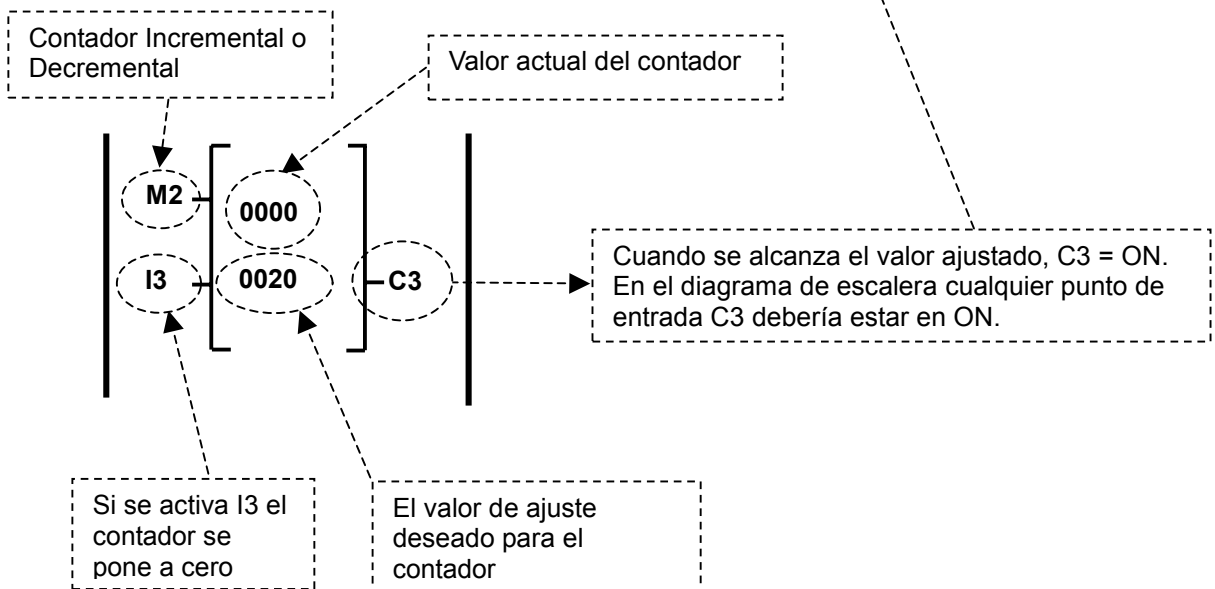 Contador Incremental o
Decremental
Valor actual del contador
M2
0000
I3
0020
C3
Cuando se alcanza el valor ajustado, C3 = ON.
En el diagrama de escalera cualquier punto de
entrada C3 debería estar en ON.
Si se activa I3 el
contador se
pone a cero
El valor de ajuste
deseado para el
contador